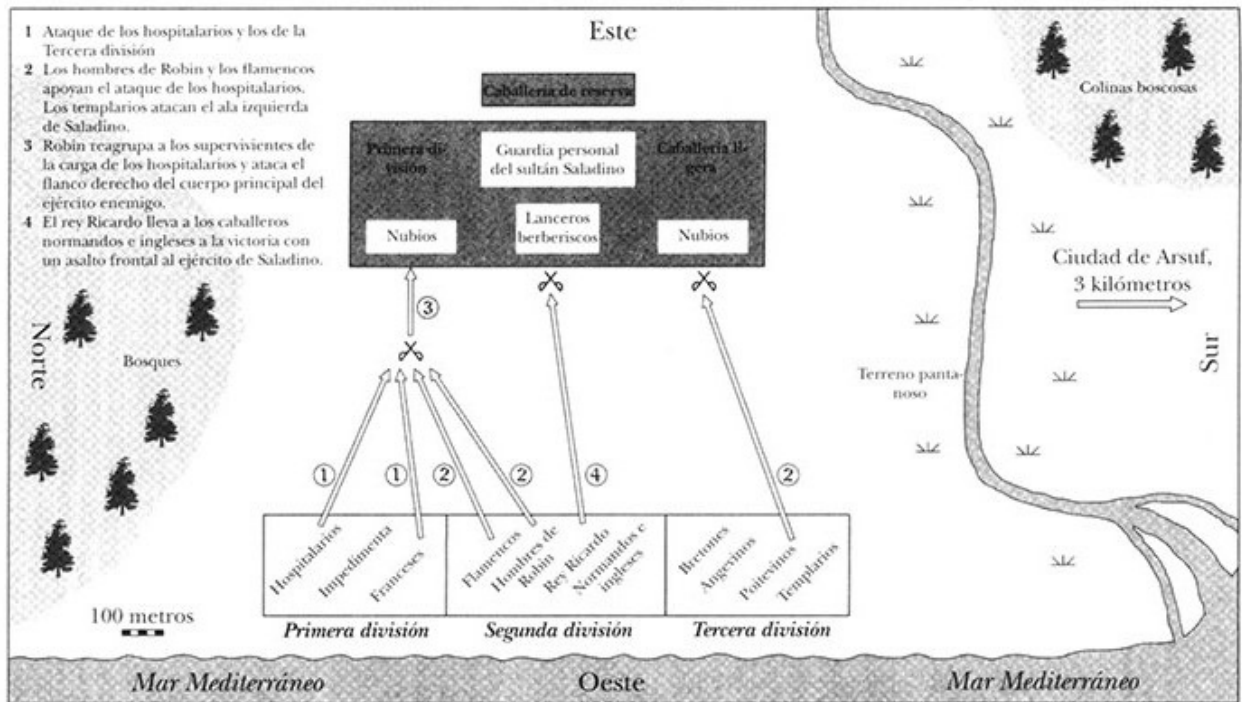 1 Ataque de los hospitalarios y los de la
Tercera división
2 Los hombres de Robin y los flamencos
apoyan el ataque de los hospitalarios.
Los templarios atacan el ala izquierda
de Saladino.
3 Robin reagrupa a los supervivientes de
la carga de los hospitalarios y ataca el
flanco derecho del cuerpo principal del
ejército enemigo.
4 El rey Ricardo lleva a los caballeros
normandos e ingleses a la victoria con
un asalto frontal al ejército de Saladino.
Este
Caballería de reserva
Primera di-
visión
Guardia personal
del sultán Saladino
Caballería li-
gera
Nubios
Lanceros
berberiscos
Nubios
Colinas boscosas
Ciudad de Arsuf,
3 kilómetros
Norte
Bosques
Sur
Terreno panta-
noso
3
1
1
2
2
4
2
Hospitalarios
Impedimenta
Franceses
Flamencos
Hombres de
Robin
Rey Ricardo
Normandos e
ingleses
Bretones
Angevinos
Poitevinos
Templarios
100 metros
Primera división
Segunda división
Tercera división
Mar Mediterráneo
Oeste
Mar Mediterráneo